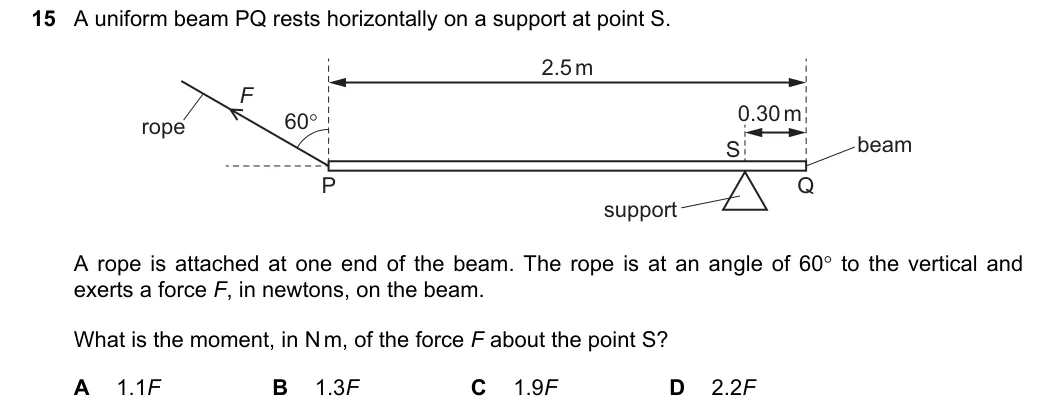 15 A uniform beam PQ rests horizontally on a support at point S.
2.5 m
F
60°
0.30 m
rope
S
beam
P
Q
support
A rope is attached at one end of the beam. The rope is at an angle of 60° to the vertical and
exerts a force F, in newtons, on the beam.
What is the moment, in N m, of the force F about the point S?
A 1.1F B 1.3F C 1.9F D 2.2F